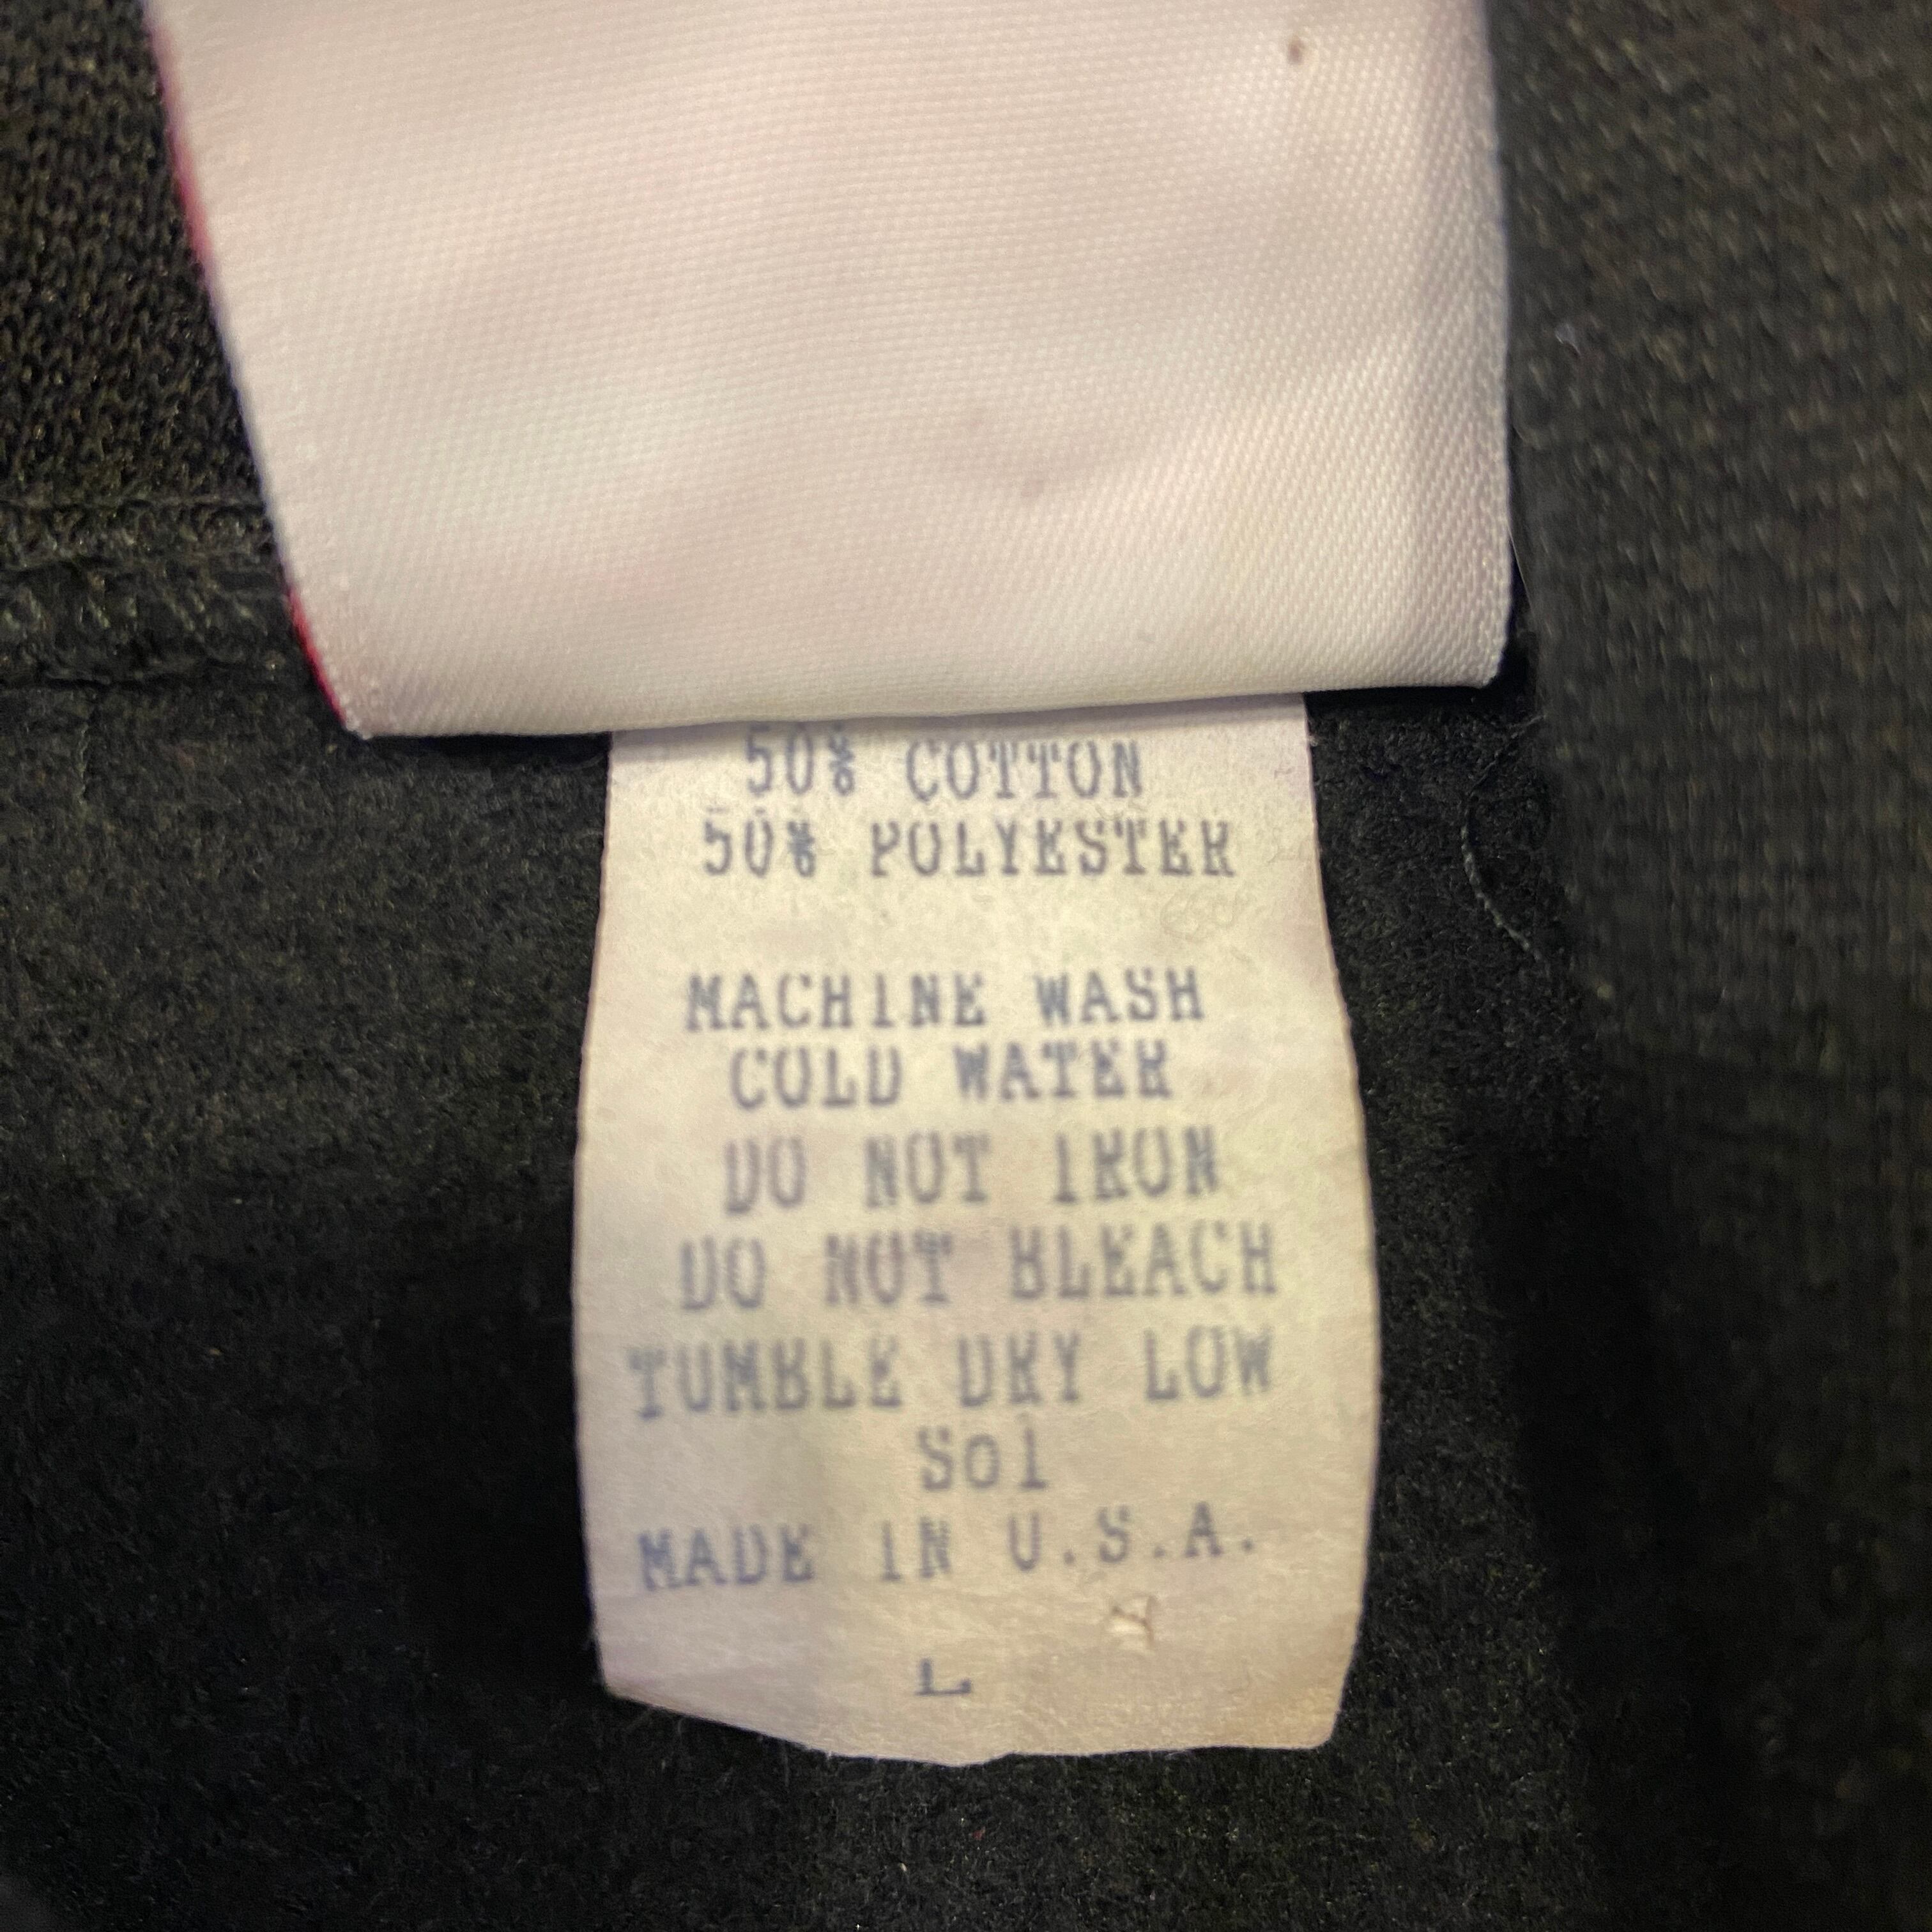 50% COTTON
50% POLYESTER
MACHINE WASH
COLD WATER
DO NOT IRON
DO NOT BLEACH
TUMBLE DRY LOW
Sol
MADE IN U.S.A.
L